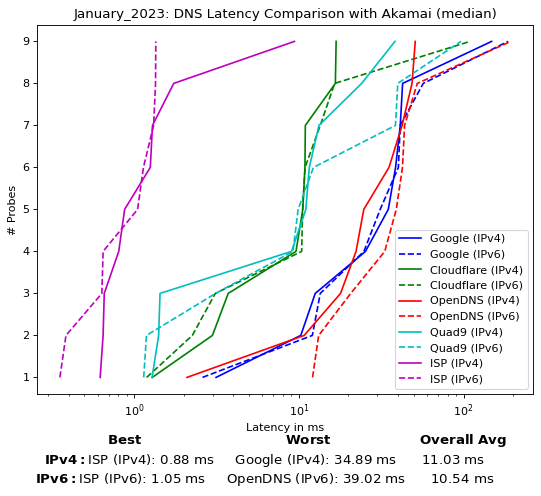 January_2023: DNS Latency Comparison with Akamai (median)
# Probes
9
8
7
6
5
4
3
2
1
Google (IPv4)
Google (IPv6)
Cloudflare (IPv4)
Cloudflare (IPv6)
OpenDNS (IPv4)
OpenDNS (IPv6)
Quad9 (IPv4)
Quad9 (IPv6)
ISP (IPv4)
ISP (IPv6)
10⁰ 10¹ 10²
Latency in ms
Best Worst Overall Avg
IPv4: ISP (IPv4): 0.88 ms Google (IPv4): 34.89 ms 11.03 ms
IPv6: ISP (IPv6): 1.05 ms OpenDNS (IPv6): 39.02 ms 10.54 ms